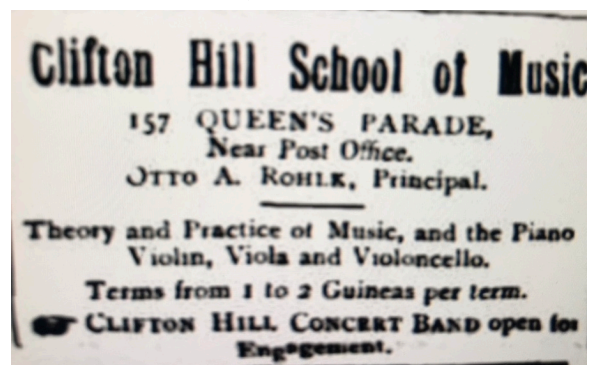 Clifton Hill School of Music
157 QUEEN'S PARADE,
Near Post Office.
OTTO A. ROHLK, Principal.
Theory and Practice of Music, and the Piano
Violin, Viola and Violoncello.
Terms from 1 to 2 Guineas per term.
☛ CLIFTON HILL CONCERT BAND open for
Engagement.